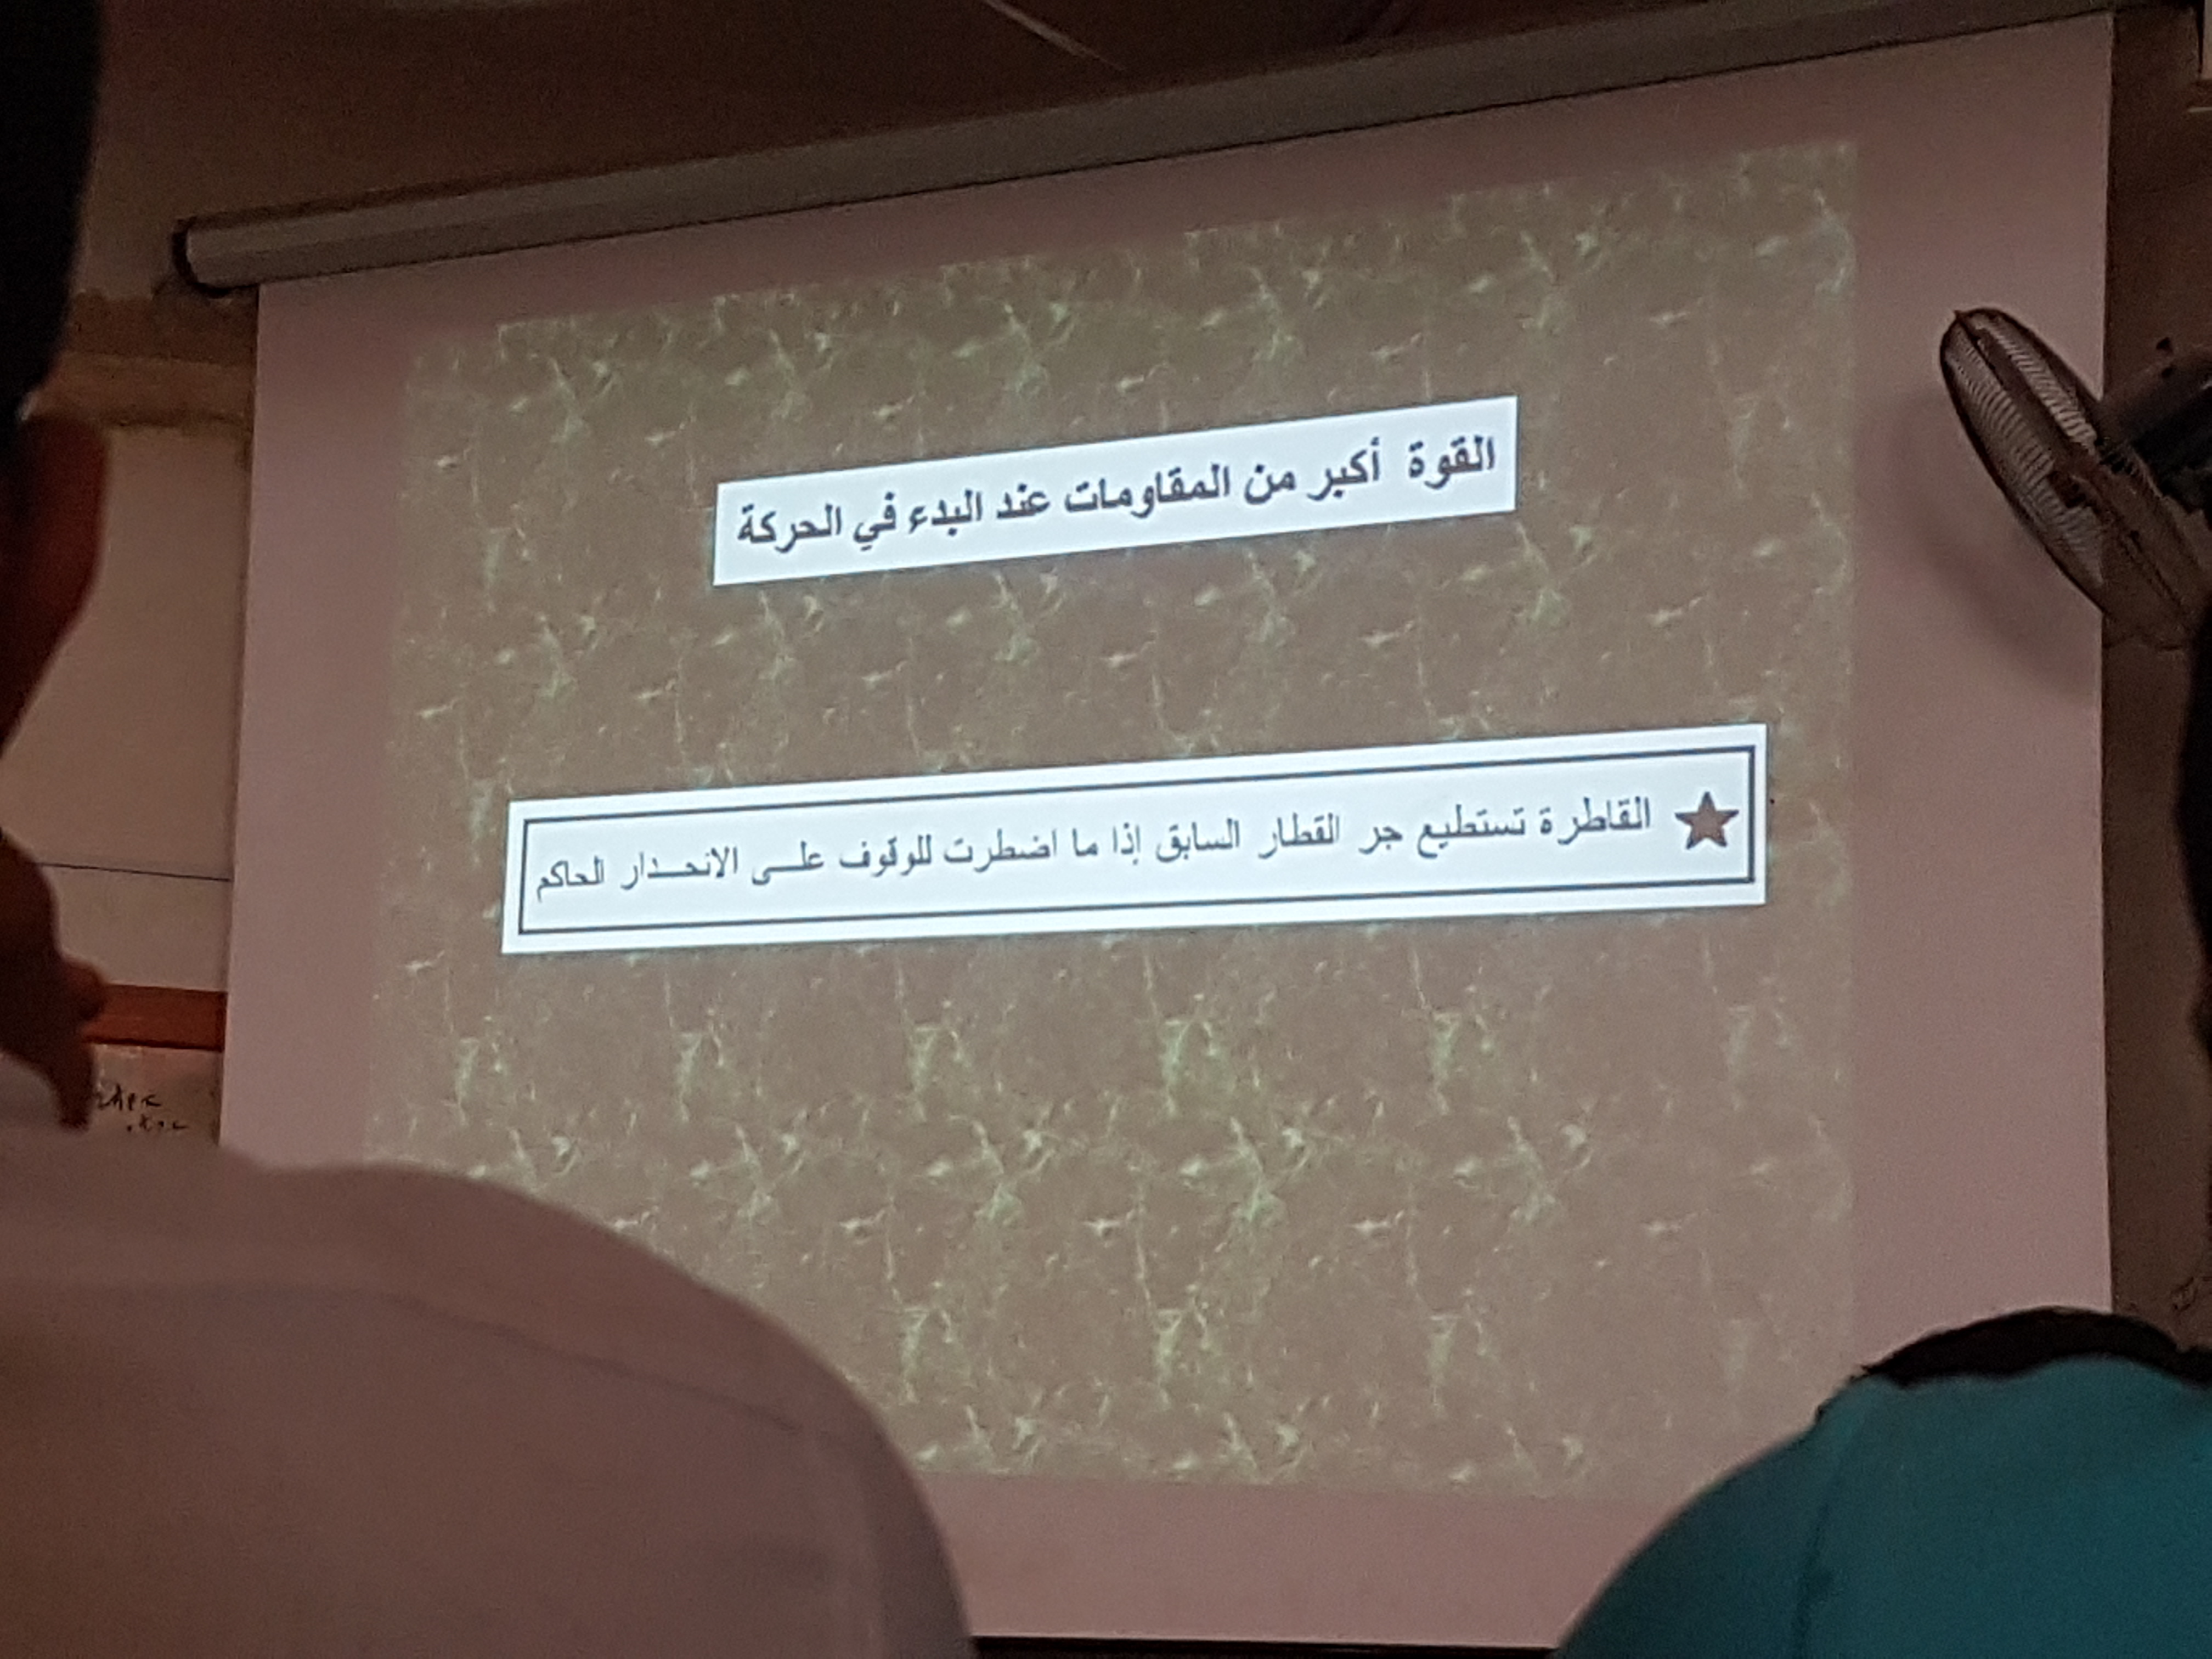 القوة أكبر من المقاومات عند البدء في الحركة
القاطرة تستطيع جر القطار السابق إذا ما اضطرت للوقوف على الانحدار الحاكم